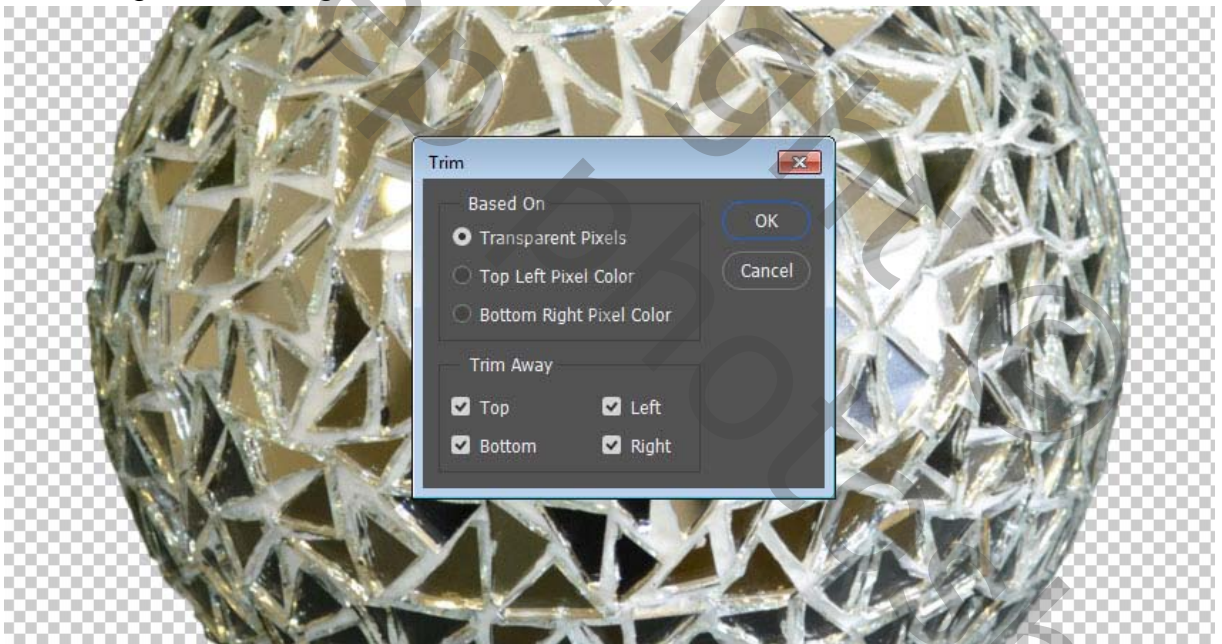 Trim
Based On
Transparent Pixels
Top Left Pixel Color
Bottom Right Pixel Color
OK
Cancel
Trim Away
Top
Left
Bottom
Right